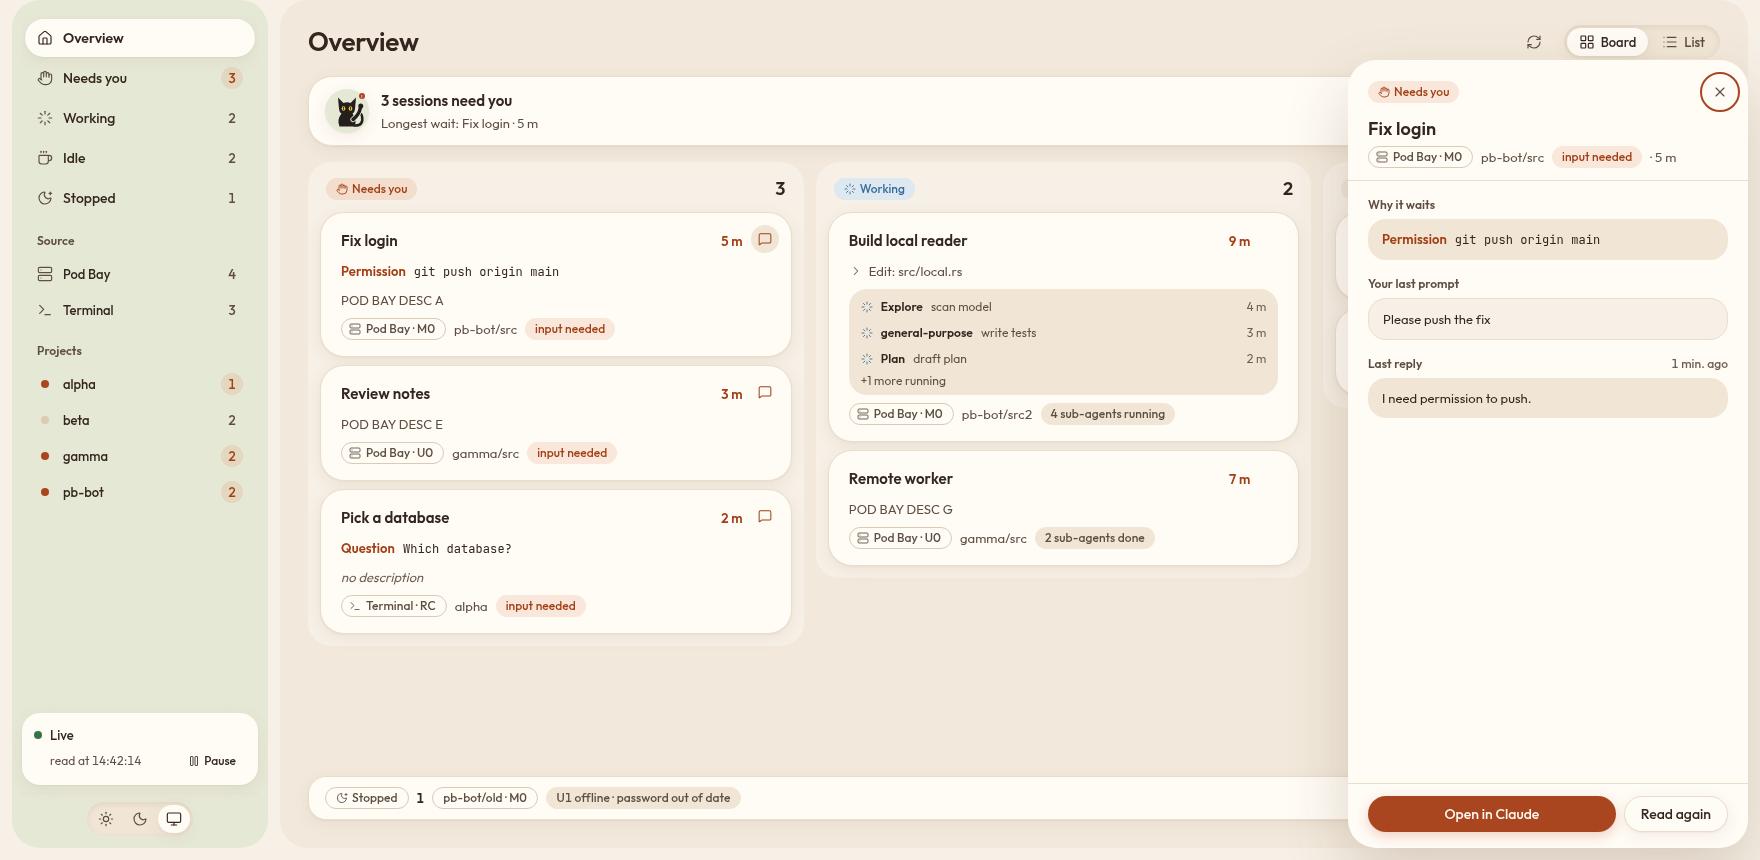 Overview
Needs you 3
Working 2
Idle 2
Stopped 1
Source
Pod Bay 4
Terminal 3
Projects
alpha 1
beta 2
gamma 2
pb-bot 2
Live
read at 14:42:14 Pause
Overview
Board List
3 sessions need you
Longest wait: Fix login · 5 m
Needs you 3
Fix login 5 m
Permission git push origin main
POD BAY DESC A
Pod Bay · M0 pb-bot/src input needed
Review notes 3 m
POD BAY DESC E
Pod Bay · U0 gamma/src input needed
Pick a database 2 m
Question Which database?
no description
Terminal · RC alpha input needed
Working 2
Build local reader 9 m
Edit: src/local.rs
Explore scan model 4 m
general-purpose write tests 3 m
Plan draft plan 2 m
+1 more running
Pod Bay · M0 pb-bot/src2 4 sub-agents running
Remote worker 7 m
POD BAY DESC G
Pod Bay · U0 gamma/src 2 sub-agents done
Stopped 1 pb-bot/old · M0 U1 offline · password out of date
Needs you
Fix login
Pod Bay · M0 pb-bot/src input needed · 5 m
Why it waits
Permission git push origin main
Your last prompt
Please push the fix
Last reply 1 min. ago
I need permission to push.
Open in Claude Read again